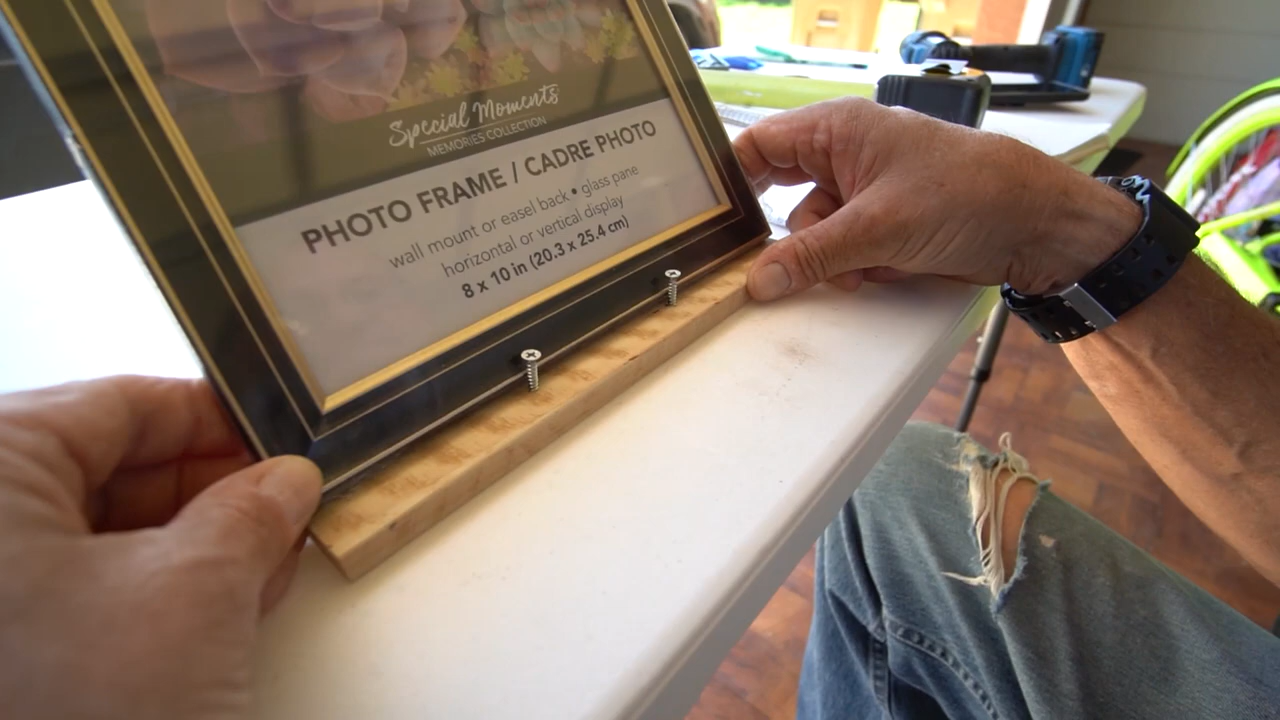 Special Moments
MEMORIES COLLECTION
PHOTO FRAME / CADRE PHOTO
wall mount or easel back • glass pane
horizontal or vertical display
8 x 10 in (20.3 x 25.4 cm)